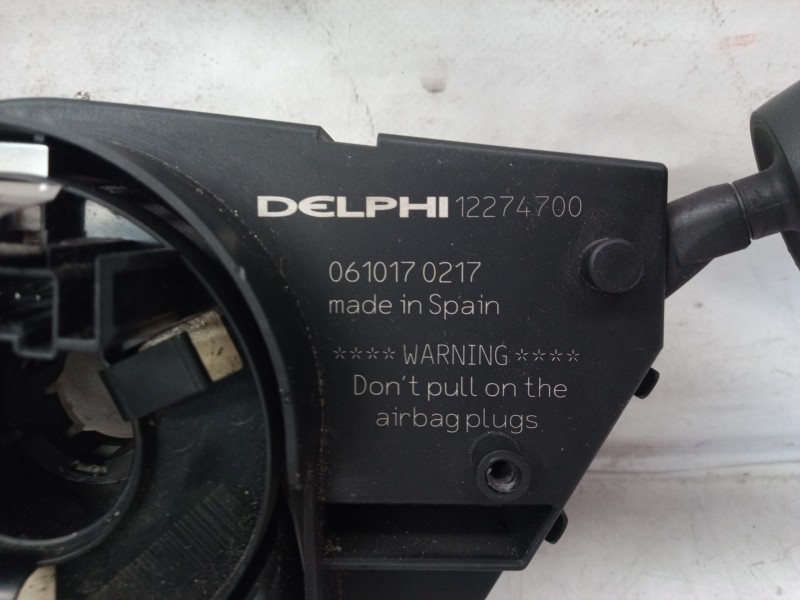 DELPHI 12274700
061017 0217
made in Spain
**** WARNING ****
Don't pull on the
airbag plugs